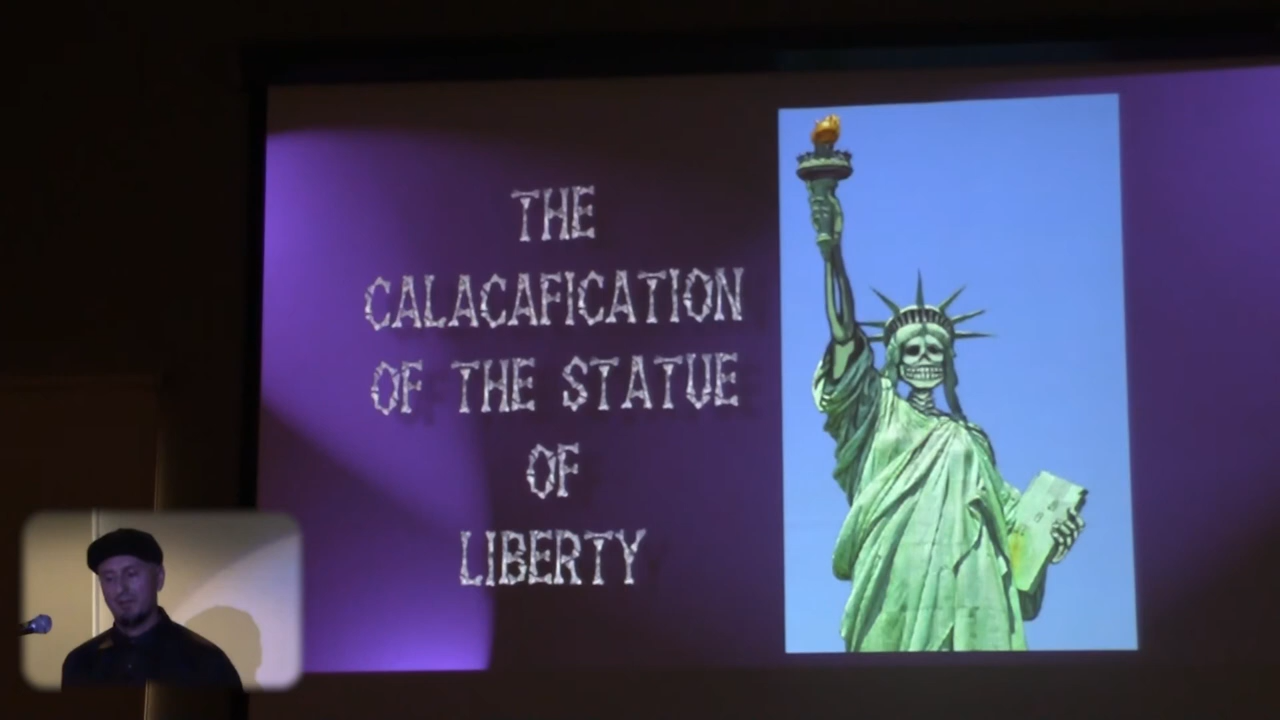 THE
CALACAFICATION
OF THE STATUE
OF
LIBERTY